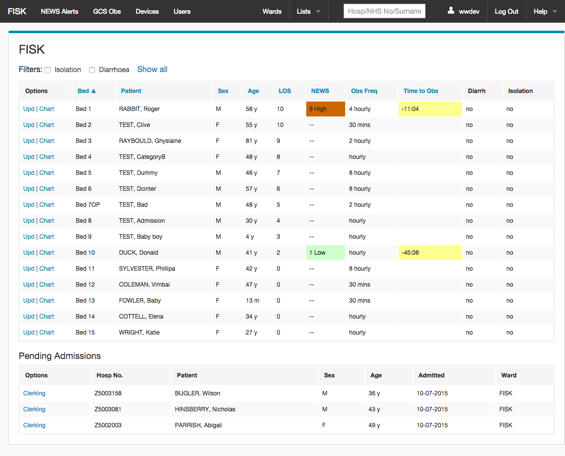 FISK NEWS Alerts GCS Obs Devices Users Wards Lists Hosp/NHS No/Surname wwdev Log Out Help
FISK
Filters: Isolation Diarrhoea Show all
Options Bed ▲ Patient Sex Age LOS NEWS Obs Freq Time to Obs Diarrh Isolation
Upd | Chart Bed 1 RABBIT, Roger M 58 y 10 9 High 4 hourly -11:04 no no
Upd | Chart Bed 2 TEST, Clive F 55 y 10 -- 30 mins no no
Upd | Chart Bed 3 RAYBOULD, Ghyslaine F 81 y 9 -- 2 hourly no no
Upd | Chart Bed 4 TEST, CategoryB F 48 y 8 -- hourly no no
Upd | Chart Bed 5 TEST, Dummy M 46 y 7 -- 8 hourly no no
Upd | Chart Bed 6 TEST, Dcinter M 57 y 6 -- 8 hourly no no
Upd | Chart Bed 7OP TEST, Bad M 48 y 5 -- 2 hourly no no
Upd | Chart Bed 8 TEST, Admission M 30 y 4 -- hourly no no
Upd | Chart Bed 9 TEST, Baby boy M 4 y 3 -- hourly no no
Upd | Chart Bed 10 DUCK, Donald M 41 y 2 1 Low hourly -45:08 no no
Upd | Chart Bed 11 SYLVESTER, Phillipa F 42 y 0 -- 8 hourly no no
Upd | Chart Bed 12 COLEMAN, Vimbai F 47 y 0 -- 30 mins no no
Upd | Chart Bed 13 FOWLER, Baby F 13 m 0 -- 30 mins no no
Upd | Chart Bed 14 COTTELL, Elena F 34 y 0 -- hourly no no
Upd | Chart Bed 15 WRIGHT, Katie F 27 y 0 -- hourly no no
Pending Admissions
Options Hosp No. Patient Sex Age Admitted Ward
Clerking Z5003158 BUGLER, Wilson M 36 y 10-07-2015 FISK
Clerking Z5003081 HINSBERRY, Nicholas M 43 y 10-07-2015 FISK
Clerking Z5002003 PARRISH, Abigail F 49 y 10-07-2015 FISK